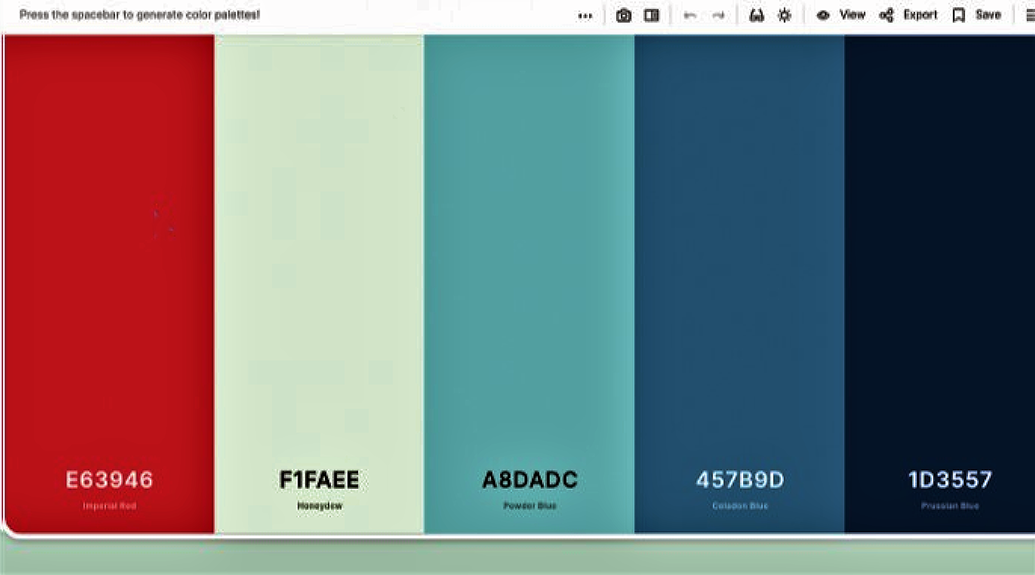 Press the spacebar to generate color palettes!
View
Export
Save
E63946
Imperial Red
F1FAEE
Honeydew
A8DADC
Powder Blue
457B9D
Celadon Blue
1D3557
Prussian Blue